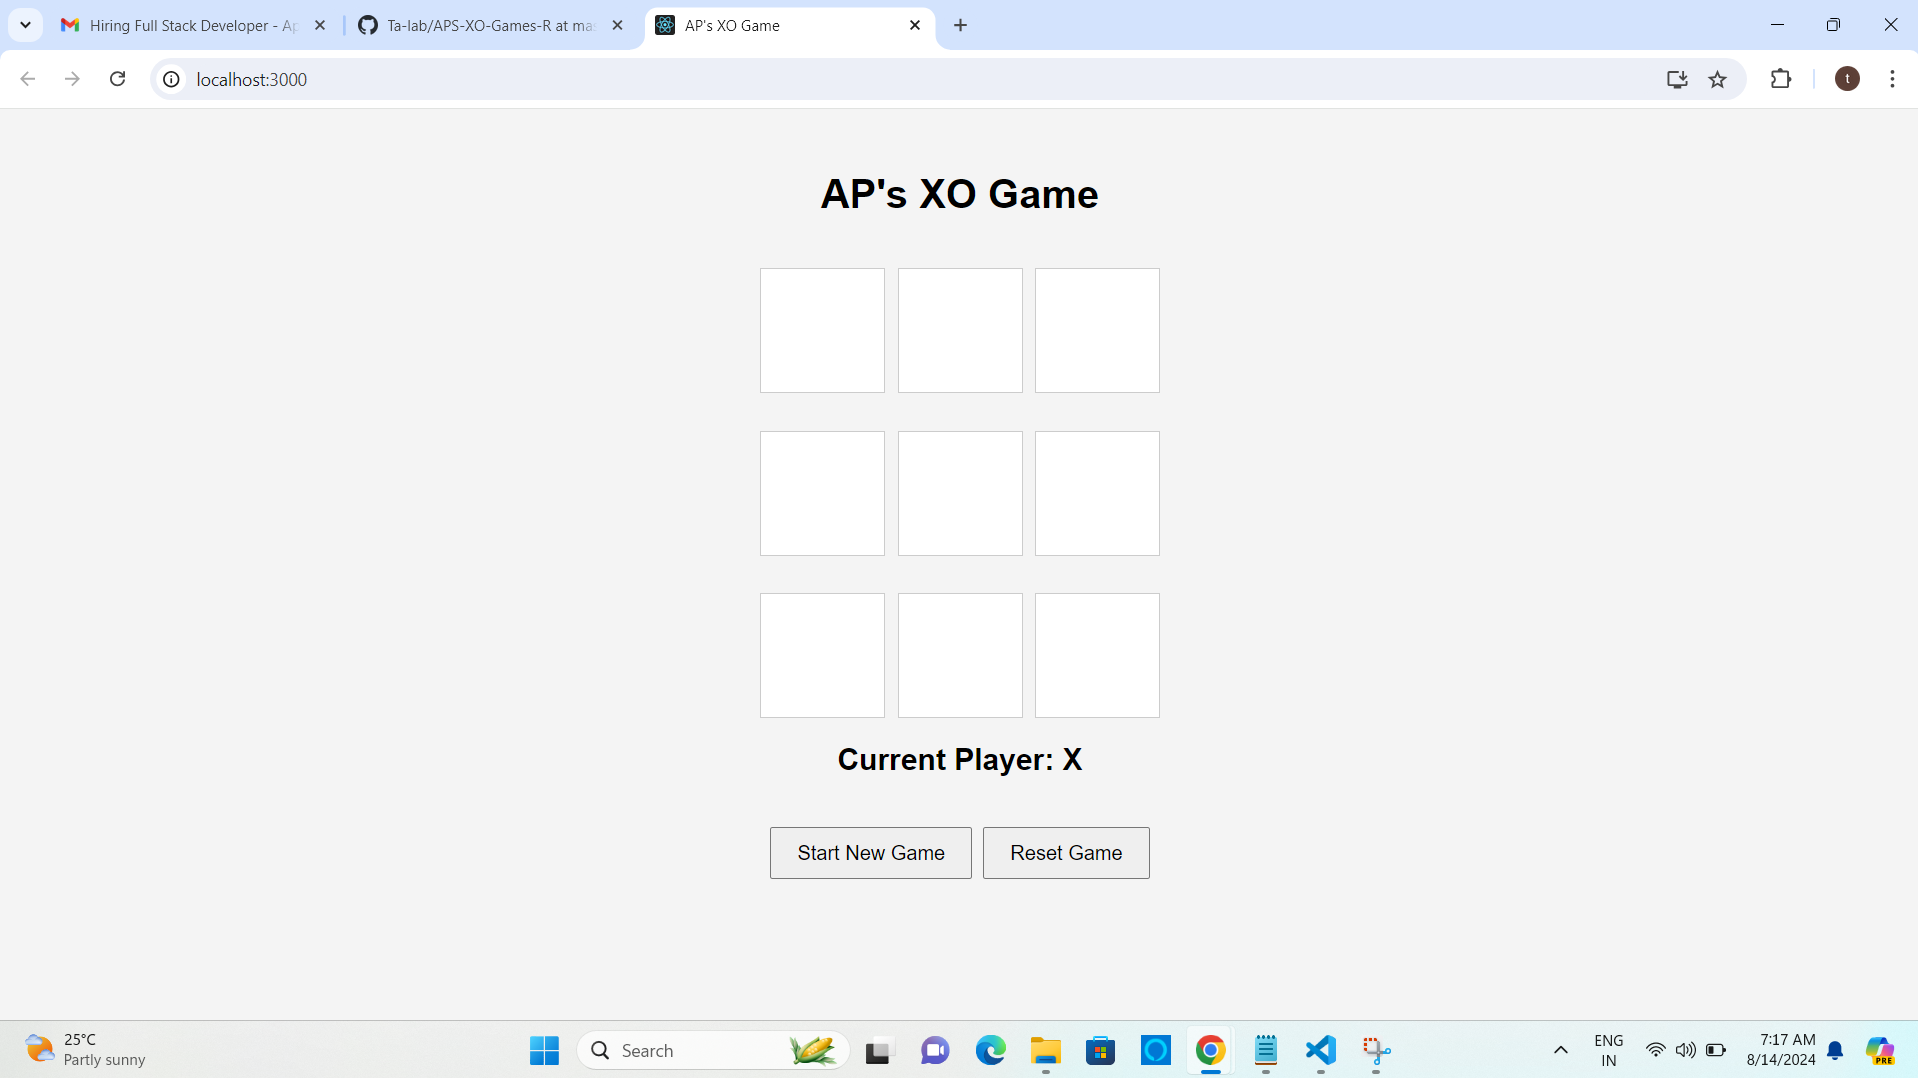 Hiring Full Stack Developer - Ap
Ta-lab/APS-XO-Games-R at mas
AP's XO Game
localhost:3000
t
AP's XO Game
Current Player: X
Start New Game
Reset Game
25°C
Partly sunny
Search
ENG
IN
7:17 AM
8/14/2024
PRE